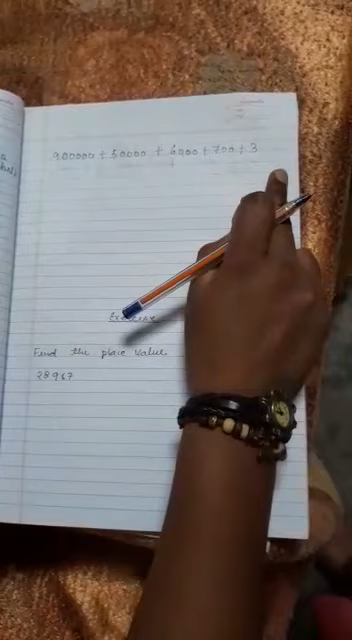 900000 + 50000 + 6000 + 700 + 3
Exercise
Find the place value
28967